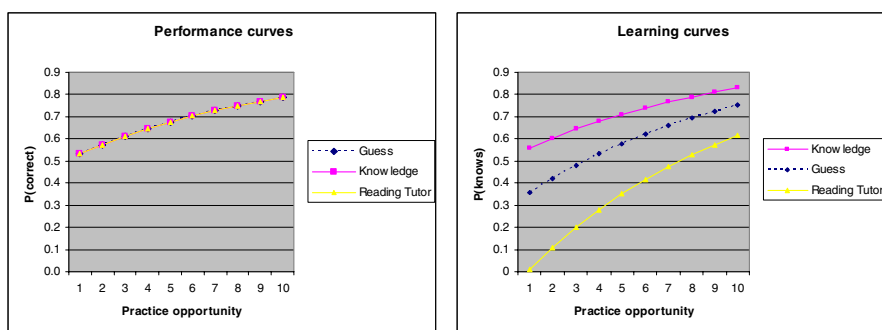 Performance curves
P(correct)
0.9
0.8
0.7
0.6
0.5
0.4
0.3
0.2
0.1
0.0
1 2 3 4 5 6 7 8 9 10
Practice opportunity
Guess
Know ledge
Reading Tutor
Learning curves
P(knows)
0.9
0.8
0.7
0.6
0.5
0.4
0.3
0.2
0.1
0
1 2 3 4 5 6 7 8 9 10
Practice opportunity
Know ledge
Guess
Reading Tutor